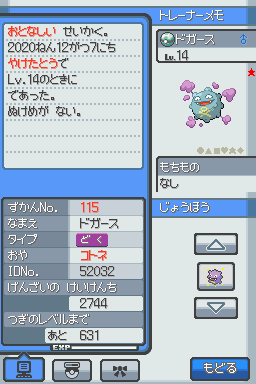 おとなしい せいかく。
2020ねん12がつ7にち
やけたとうで
Lv.14のときに
であった。
ぬけめが ない。
トレーナーメモ
ドガース ♂
Lv.14
もちもの
なし
じょうほう
ずかんNo. 115
なまえ ドガース
タイプ どく
おや コトネ
IDNo. 52032
げんざいの けいけんち
2744
つぎのレベルまで
あと 631
EXP
もどる